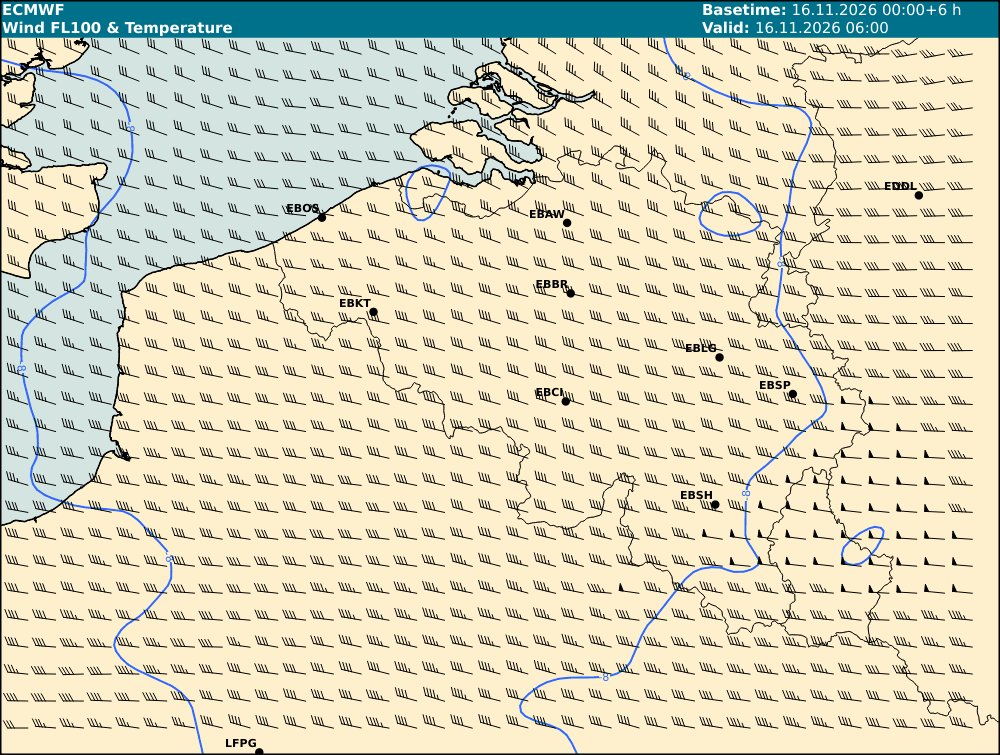 ECMWF
Basetime: 16.11.2026 00:00+6 h
Wind FL100 & Temperature
Valid: 16.11.2026 06:00
EDDL
EBOS
EBAW
EBBR
EBKT
EBLG
EBSP
EBCI
EBSH
LFPG